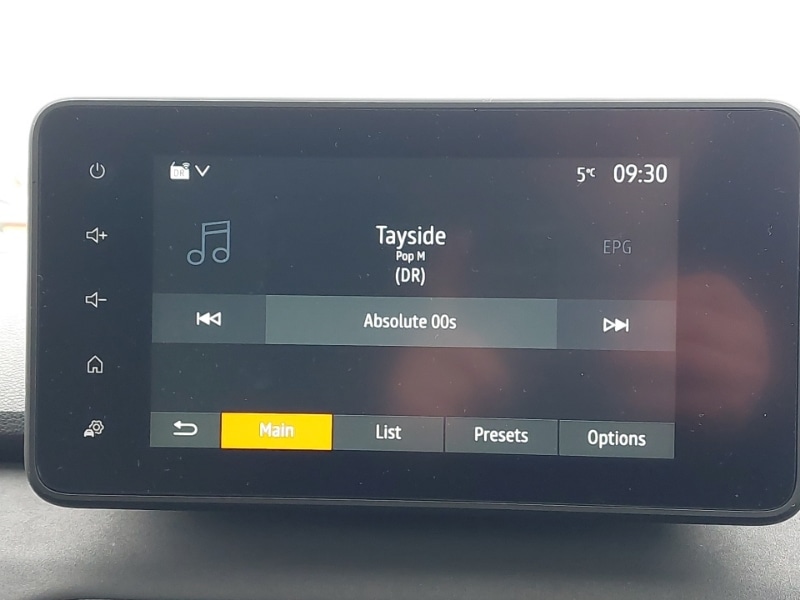 DR
5°C 09:30
Tayside
Pop M
(DR)
EPG
Absolute 00s
Main List Presets Options